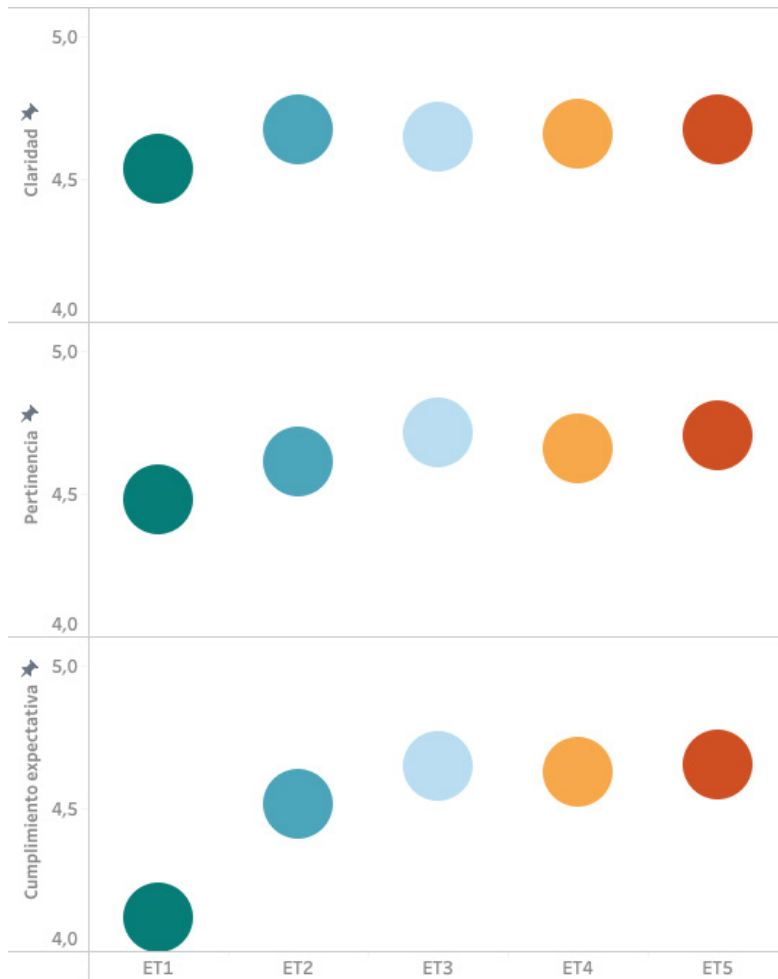 5,0
Claridad
4,5
4,0
5,0
Pertinencia
4,5
4,0
5,0
Cumplimiento expectativa
4,5
4,0
ET1 ET2 ET3 ET4 ET5